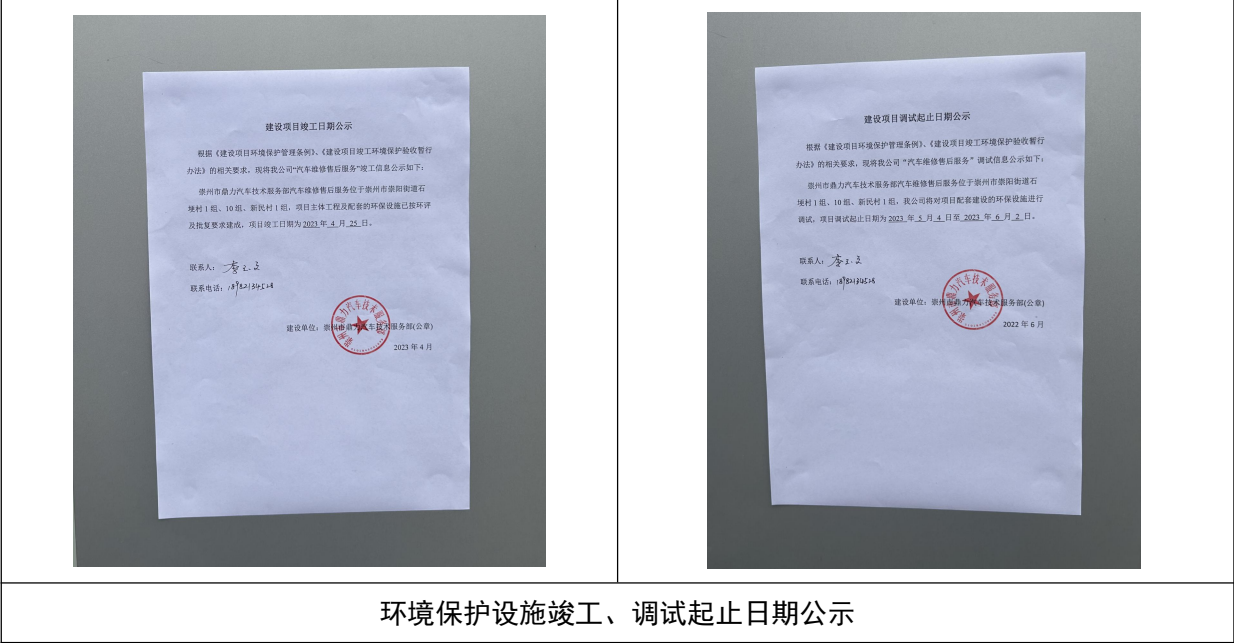 建设项目竣工日期公示
根据《建设项目环境保护管理条例》、《建设项目竣工环境保护验收暂行
办法》的相关要求，现将我公司“汽车维修售后服务”竣工信息公示如下：
崇州市鼎力汽车技术服务部汽车维修售后服务位于崇州市崇阳街道石
埂村1组、10组、新民村1组，项目主体工程及配套的环保设施已按环评
及批复要求建成，项目竣工日期为2023年4月25日。
联系人：
联系电话：18982134528
建设单位：崇州市鼎力汽车技术服务部(公章)
2023年4月
建设项目调试起止日期公示
根据《建设项目环境保护管理条例》、《建设项目竣工环境保护验收暂行
办法》的相关要求，现将我公司“汽车维修售后服务”调试信息公示如下：
崇州市鼎力汽车技术服务部汽车维修售后服务位于崇州市崇阳街道石
埂村1组、10组、新民村1组，我公司将对项目配套建设的环保设施进行
调试，项目调试起止日期为2023年5月4日至2023年6月2日。
联系人：
联系电话：18982134528
建设单位：崇州市鼎力汽车技术服务部(公章)
2022年6月
环境保护设施竣工、调试起止日期公示